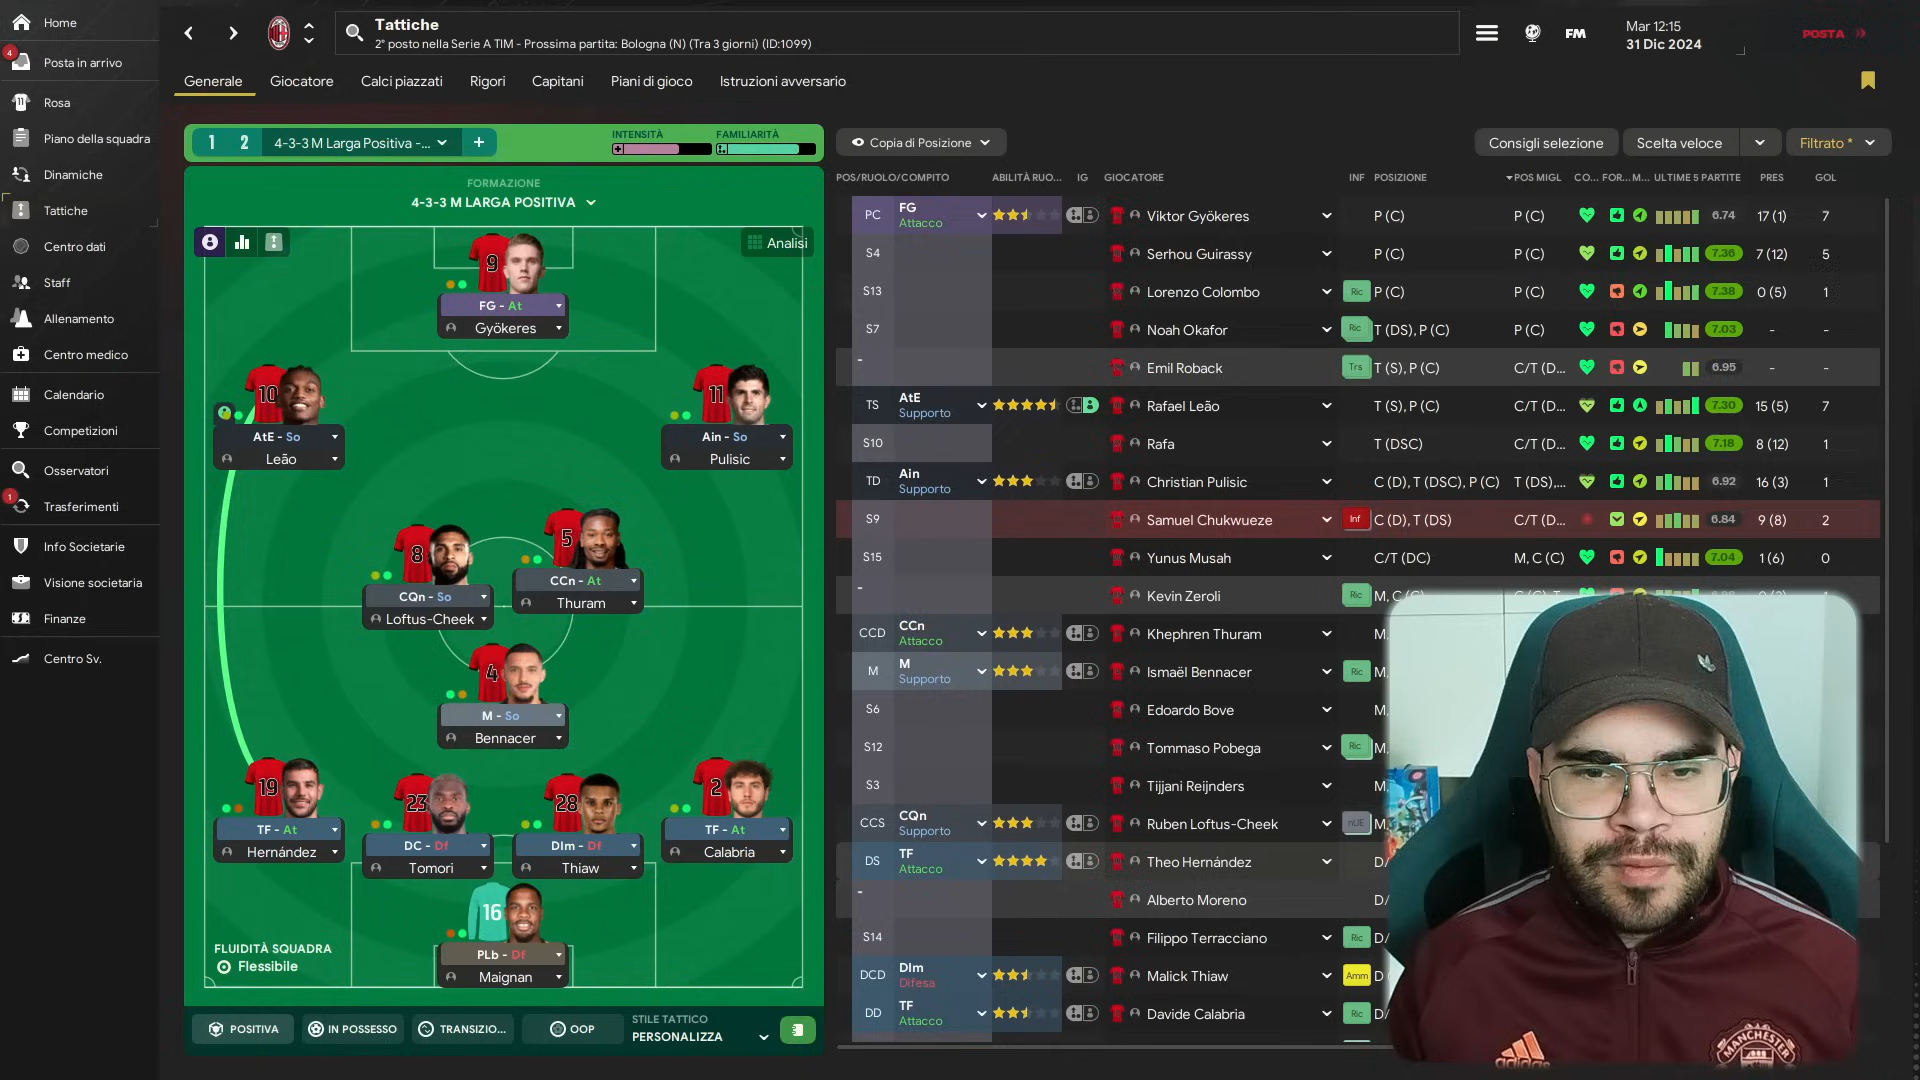 Home
4
Posta in arrivo
Rosa
Piano della squadra
Dinamiche
Tattiche
Centro dati
Staff
Allenamento
Centro medico
Calendario
Competizioni
Osservatori
1
Trasferimenti
Info Societarie
Visione societaria
Finanze
Centro Sv.
Tattiche
2° posto nella Serie A TIM - Prossima partita: Bologna (N) (Tra 3 giorni) (ID:1099)
FM
Mar 12:15
31 Dic 2024
POSTA
Generale Giocatore Calci piazzati Rigori Capitani Piani di gioco Istruzioni avversario
1 2 4-3-3 M Larga Positiva -... +
INTENSITÀ FAMILIARITÀ
FORMAZIONE
4-3-3 M LARGA POSITIVA
Analisi
9
FG - At
Gyökeres
10
AtE - So
Leão
11
Ain - So
Pulisic
8
CQn - So
Loftus-Cheek
5
CCn - At
Thuram
4
M - So
Bennacer
19
TF - At
Hernández
23
DC - Df
Tomori
28
DIm - Df
Thiaw
2
TF - At
Calabria
16
PLb - Df
Maignan
FLUIDITÀ SQUADRA
Flessibile
POSITIVA IN POSSESSO TRANSIZIO... OOP
STILE TATTICO
PERSONALIZZA
Copia di Posizione Consigli selezione Scelta veloce Filtrato *
POS/RUOLO/COMPITO ABILITÀ RUO... IG GIOCATORE INF POSIZIONE POS MIGL CO... FOR... M... ULTIME 5 PARTITE PRES GOL
PC FG Attacco Viktor Gyökeres P (C) P (C) 6.74 17 (1) 7
S4 Serhou Guirassy P (C) P (C) 7.36 7 (12) 5
S13 Lorenzo Colombo Ric P (C) P (C) 7.38 0 (5) 1
S7 Noah Okafor Ric T (DS), P (C) P (C) 7.03 - -
- Emil Roback Trs T (S), P (C) C/T (D... 6.95 - -
TS AtE Supporto Rafael Leão T (S), P (C) C/T (D... 7.30 15 (5) 7
S10 Rafa T (DSC) C/T (D... 7.18 8 (12) 1
TD Ain Supporto Christian Pulisic C (D), T (DSC), P (C) T (DS),... 6.92 16 (3) 1
S9 Samuel Chukwueze Inf C (D), T (DS) C/T (D... 6.84 9 (8) 2
S15 Yunus Musah C/T (DC) M, C (C) 7.04 1 (6) 0
- Kevin Zeroli Ric
CCD CCn Attacco Khephren Thuram M,
M M Supporto Ismaël Bennacer Ric M,
S6 Edoardo Bove M,
S12 Tommaso Pobega Ric M,
S3 Tijjani Reijnders M,
CCS CQn Supporto Ruben Loftus-Cheek nUE M,
DS TF Attacco Theo Hernández D/
- Alberto Moreno D/
S14 Filippo Terracciano Ric D/
DCD DIm Difesa Malick Thiaw Amm D
DD TF Attacco Davide Calabria Ric D/
MANCHESTER